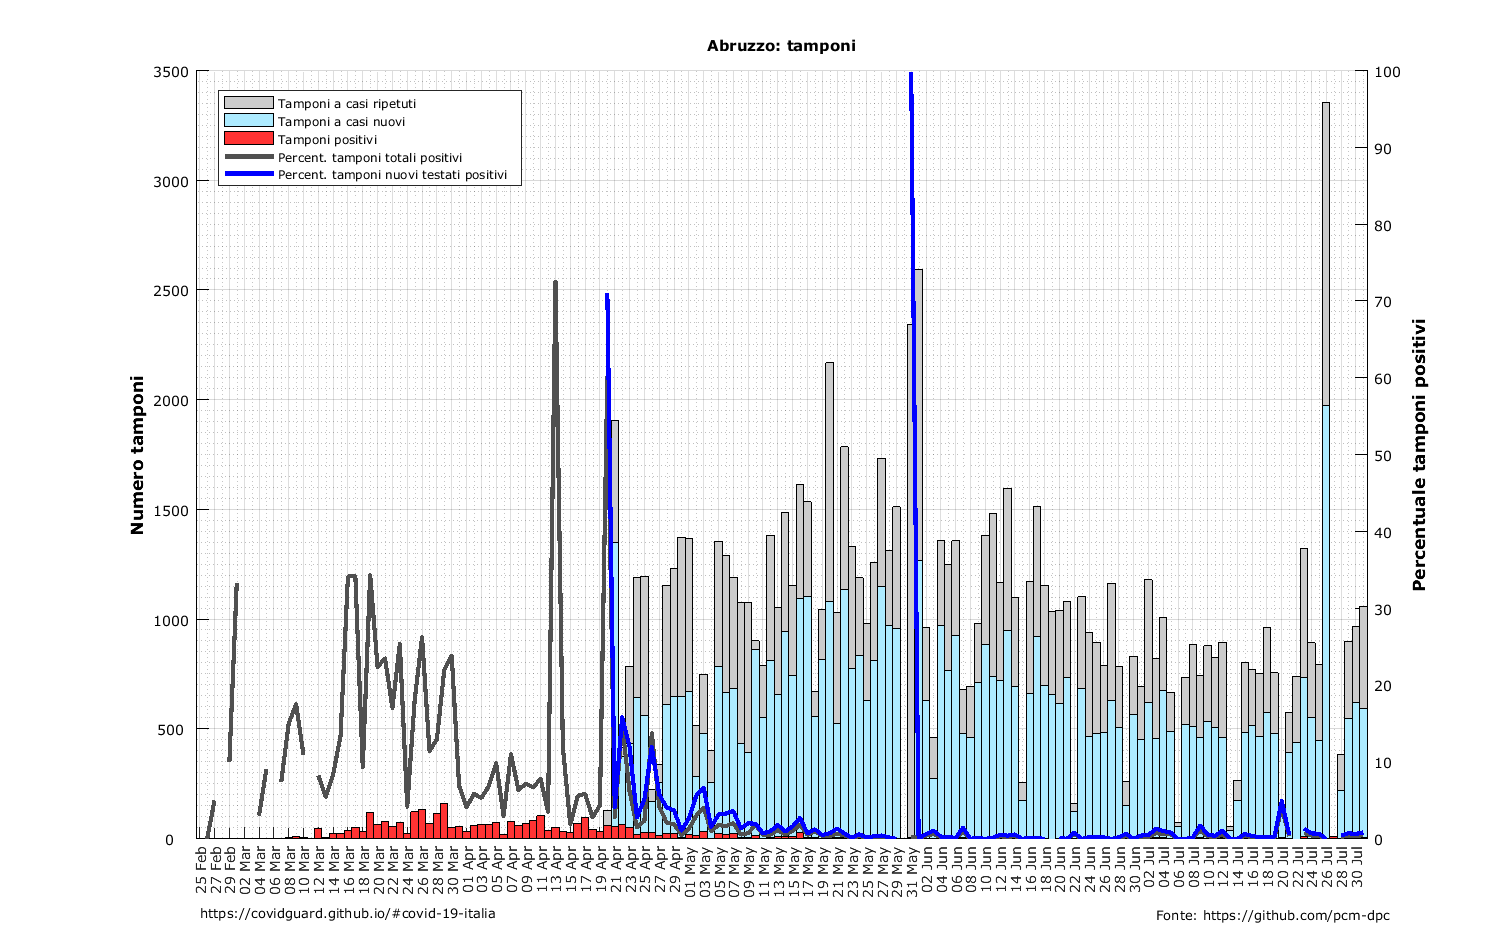 Abruzzo: tamponi
Tamponi a casi ripetuti
Tamponi a casi nuovi
Tamponi positivi
Percent. tamponi totali positivi
Percent. tamponi nuovi testati positivi
Numero tamponi
3500
3000
2500
2000
1500
1000
500
0
Percentuale tamponi positivi
100
90
80
70
60
50
40
30
20
10
0
25 Feb
27 Feb
29 Feb
02 Mar
04 Mar
06 Mar
08 Mar
10 Mar
12 Mar
14 Mar
16 Mar
18 Mar
20 Mar
22 Mar
24 Mar
26 Mar
28 Mar
30 Mar
01 Apr
03 Apr
05 Apr
07 Apr
09 Apr
11 Apr
13 Apr
15 Apr
17 Apr
19 Apr
21 Apr
23 Apr
25 Apr
27 Apr
29 Apr
01 May
03 May
05 May
07 May
09 May
11 May
13 May
15 May
17 May
19 May
21 May
23 May
25 May
27 May
29 May
31 May
02 Jun
04 Jun
06 Jun
08 Jun
10 Jun
12 Jun
14 Jun
16 Jun
18 Jun
20 Jun
22 Jun
24 Jun
26 Jun
28 Jun
30 Jun
02 Jul
04 Jul
06 Jul
08 Jul
10 Jul
12 Jul
14 Jul
16 Jul
18 Jul
20 Jul
22 Jul
24 Jul
26 Jul
28 Jul
30 Jul
https://covidguard.github.io/#covid-19-italia
Fonte: https://github.com/pcm-dpc